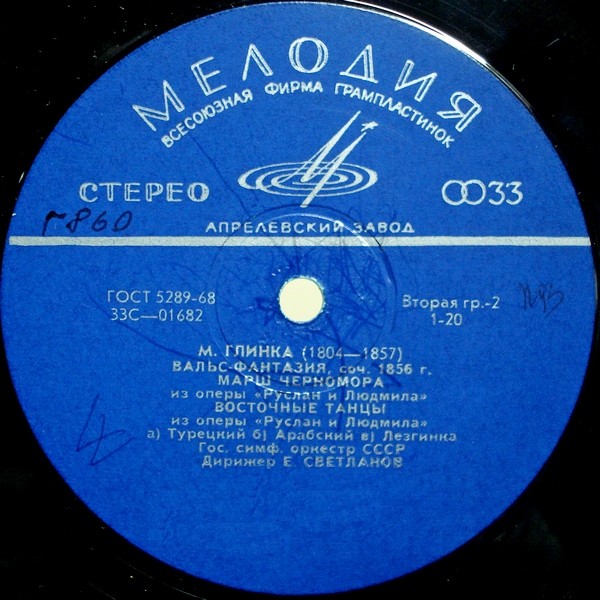 МЕЛОДИЯ
ВСЕСОЮЗНАЯ ФИРМА ГРАМПЛАСТИНОК
СТЕРЕО 33
г860
АПРЕЛЕВСКИЙ ЗАВОД
ГОСТ 5289-68 Вторая гр.-2
33С—01682 1-20
М. ГЛИНКА (1804—1857)
ВАЛЬС-ФАНТАЗИЯ, соч. 1856 г.
МАРШ ЧЕРНОМОРА
из оперы «Руслан и Людмила»
ВОСТОЧНЫЕ ТАНЦЫ
из оперы «Руслан и Людмила»
а) Турецкий б) Арабский в) Лезгинка
Гос. симф. оркестр СССР
Дирижер Е. СВЕТЛАНОВ